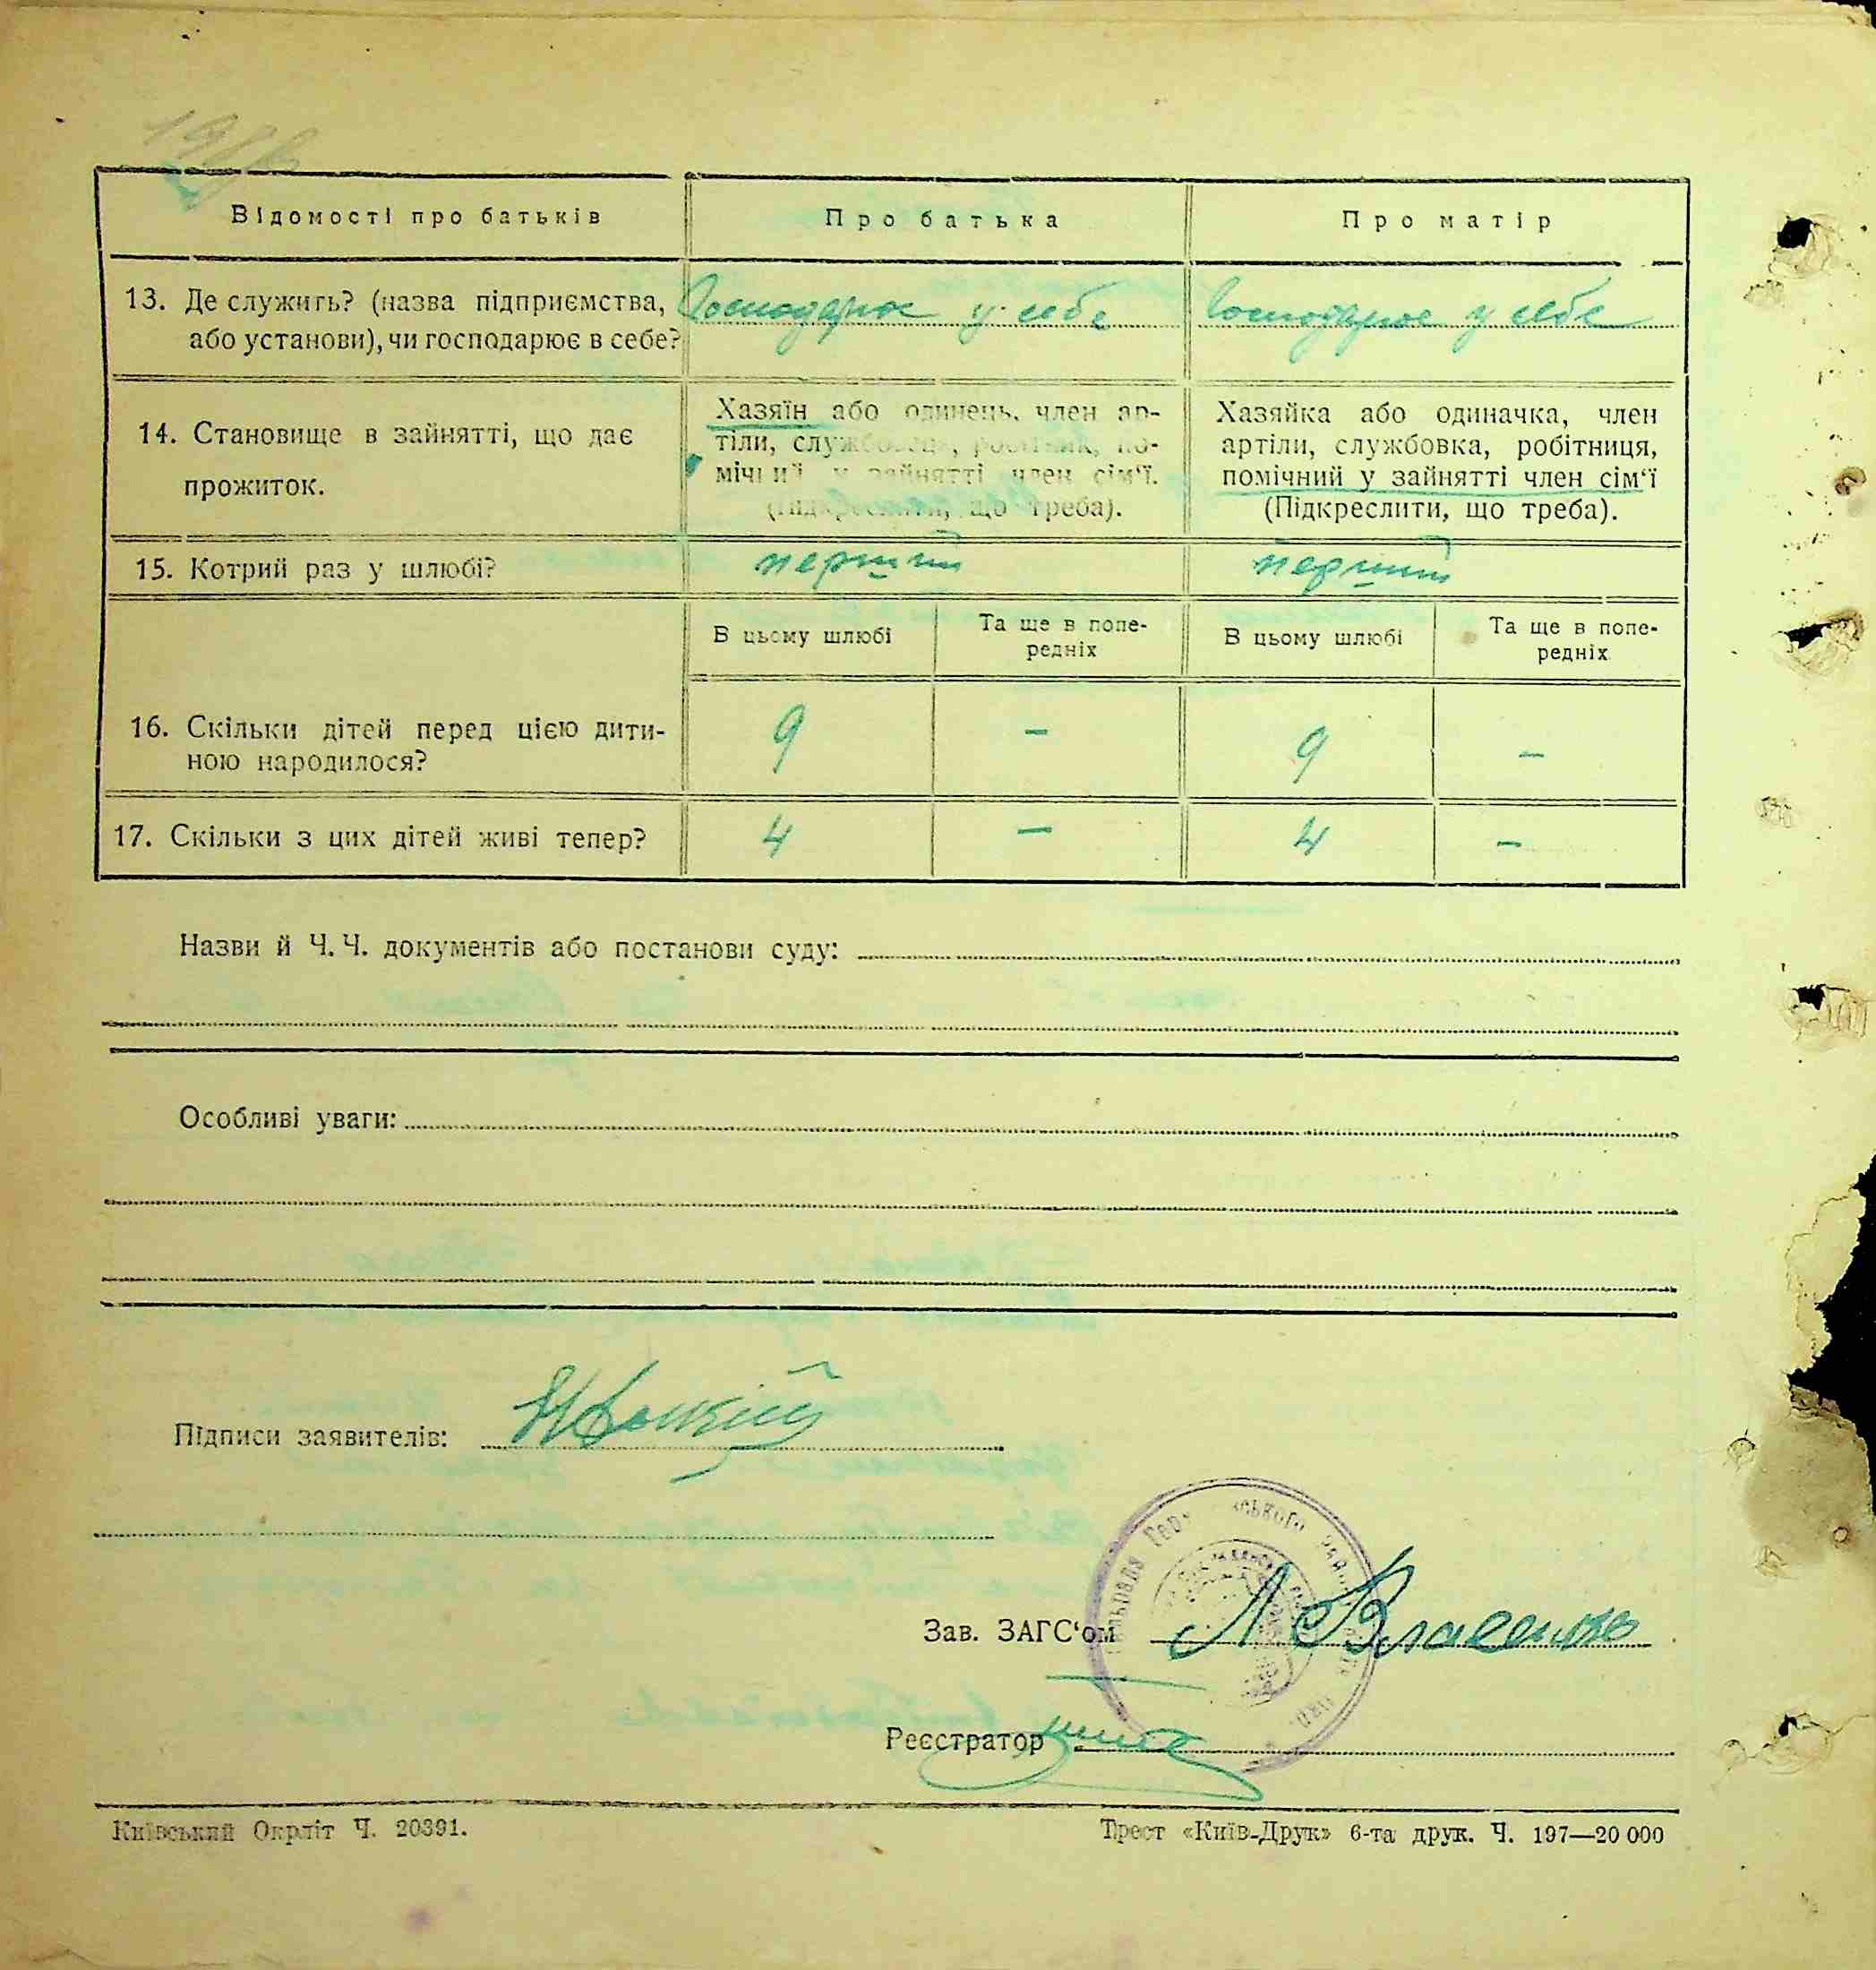 Відомості про батьків
Про батька
Про матір
13. Де служить? (назва підприємства,
або установи), чи господарює в себе?
Господарює у себе
Господарює у себе
14. Становище в зайнятті, що дає
прожиток.
Хазяїн або одинець, член ар-
тіли, службовець, робітник, по-
мічний у зайнятті член сім‘ї.
(Підкреслити, що треба).
Хазяйка або одиначка, член
артіли, службовка, робітниця,
помічний у зайнятті член сім‘ї
(Підкреслити, що треба).
15. Котрий раз у шлюбі?
перший
перший
В цьому шлюбі
Та ще в попе-
редніх
В цьому шлюбі
Та ще в попе-
редніх
16. Скільки дітей перед цією дити-
ною народилося?
9
–
9
–
17. Скільки з цих дітей живі тепер?
4
–
4
–
Назви й Ч. Ч. документів або постанови суду:
Особливі уваги:
Підписи заявителів:
Зав. ЗАГС‘ом Л Власенко
Реєстратор
Київський Окрліт Ч. 20391.
Трест «Київ-Друк» 6-та друк. Ч. 197—20 000